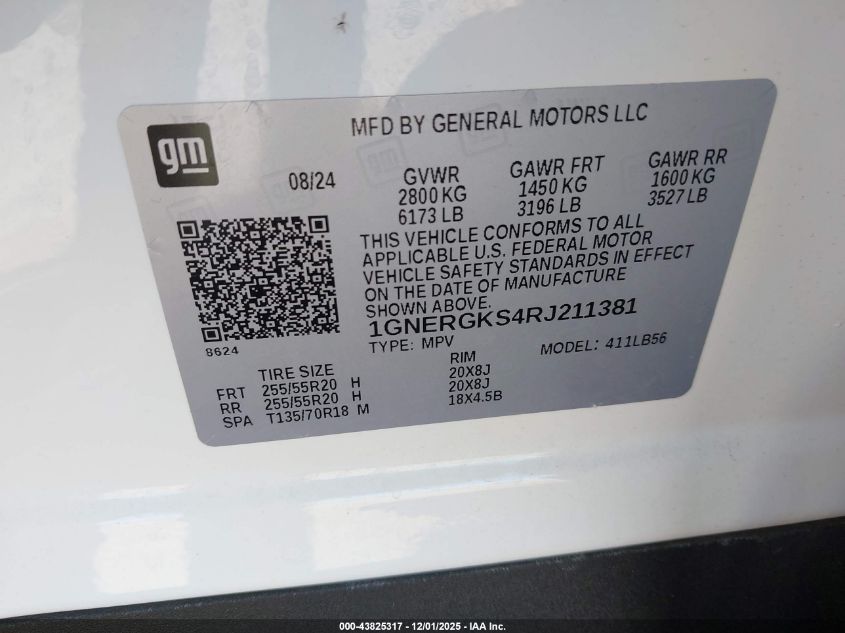 MFD BY GENERAL MOTORS LLC
gm
08/24
GVWR
2800 KG
6173 LB
GAWR FRT
1450 KG
3196 LB
GAWR RR
1600 KG
3527 LB
THIS VEHICLE CONFORMS TO ALL
APPLICABLE U.S. FEDERAL MOTOR
VEHICLE SAFETY STANDARDS IN EFFECT
ON THE DATE OF MANUFACTURE
SHOWN ABOVE.
1GNERGKS4RJ211381
8624
TYPE: MPV
MODEL: 411LB56
TIRE SIZE RIM
FRT 255/55R20 H 20X8J
RR 255/55R20 H 20X8J
SPA T135/70R18 M 18X4.5B
000-43825317 - 12/01/2025 - IAA Inc.